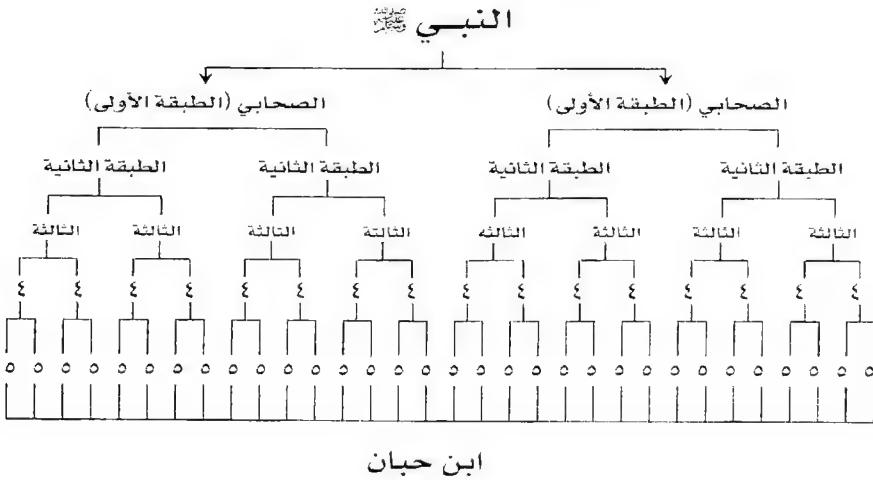 النبي ﷺ
الصحابي (الطبقة الأولى) الصحابي (الطبقة الأولى)
الطبقة الثانية الطبقة الثانية الطبقة الثانية الطبقة الثانية
الثالثة الثالثة الثالثة الثالثه الثالثة الثالثة الثالثة الثالثة
٤ ٤ ٤ ٤ ٤ ٤ ٤ ٤ ٤ ٤ ٤ ٤ ٤ ٤ ٤ ٤
٥ ٥ ٥ ٥ ٥ ٥ ٥ ٥ ٥ ٥ ٥ ٥ ٥ ٥ ٥ ٥ ٥ ٥ ٥ ٥ ٥ ٥ ٥ ٥ ٥ ٥ ٥ ٥ ٥ ٥ ٥ ٥
ابن حبان